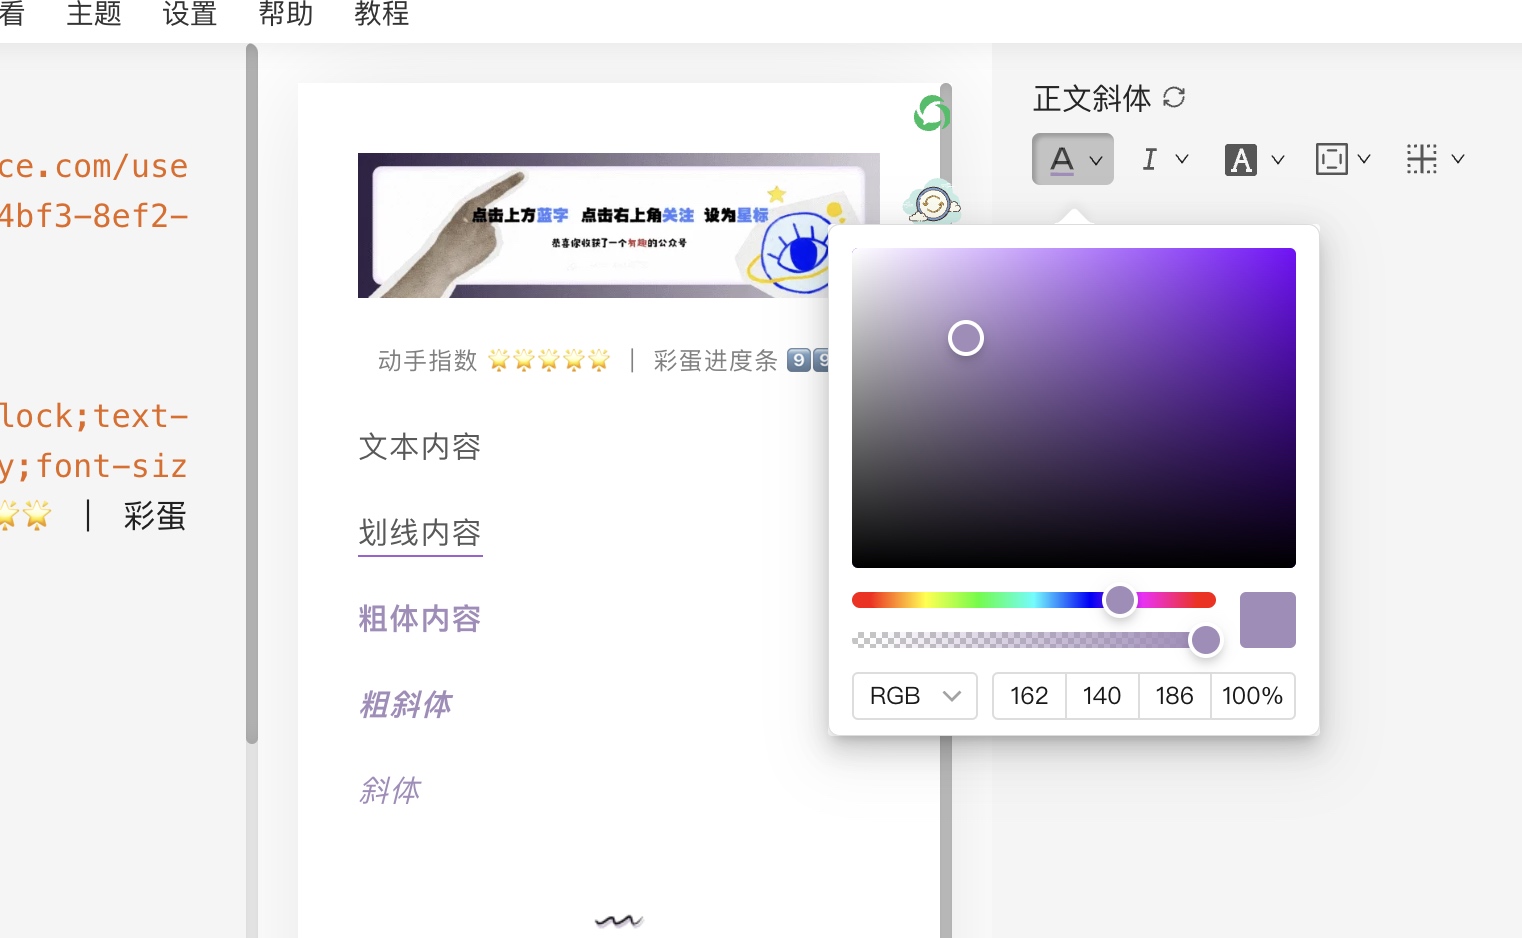 看 主题 设置 帮助 教程
ce.com/use
4bf3-8ef2-
lock;text-
y;font-siz
🌟🌟 | 彩蛋
点击上方蓝字 点击右上角关注 设为星标
恭喜你收获了一个有趣的公众号
动手指数 🌟🌟🌟🌟🌟 | 彩蛋进度条 9️⃣9️⃣
文本内容
划线内容
粗体内容
粗斜体
斜体
正文斜体
A I A
RGB 162 140 186 100%